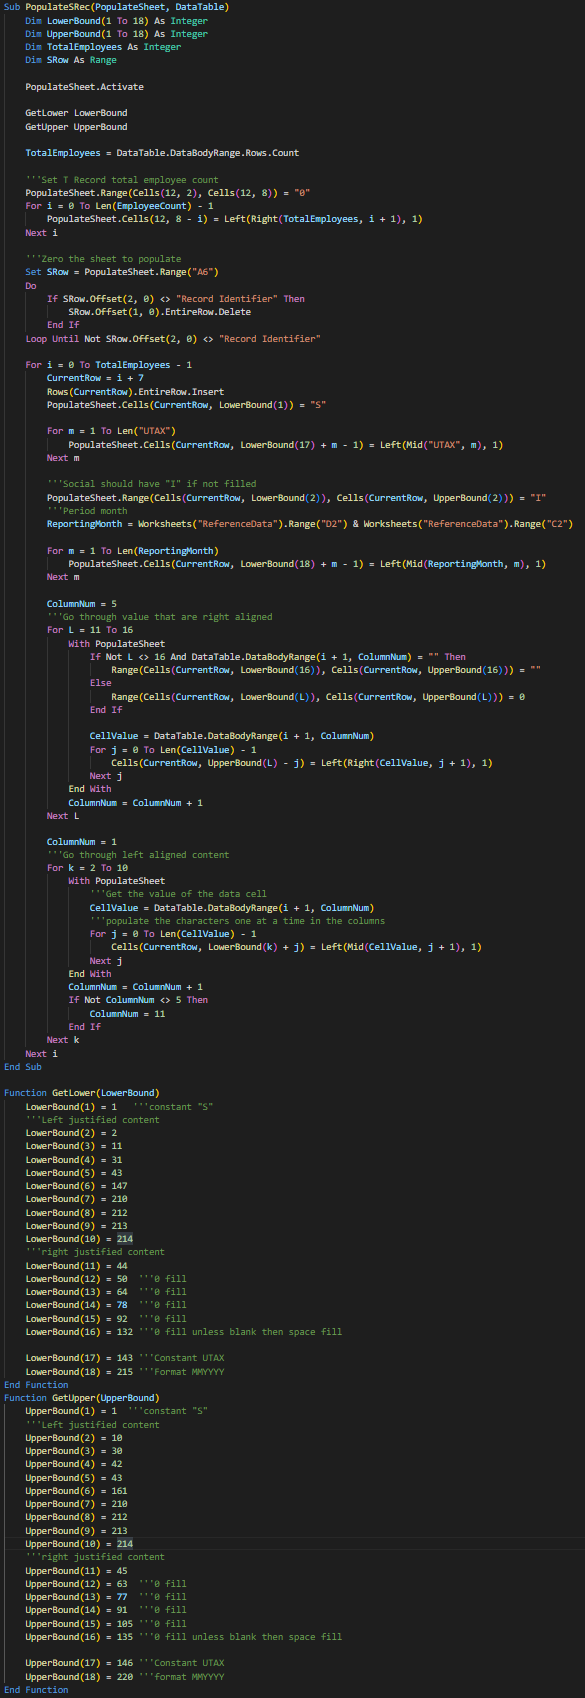 Sub PopulateSRec(PopulateSheet, DataTable)
    Dim LowerBound(1 To 18) As Integer
    Dim UpperBound(1 To 18) As Integer
    Dim TotalEmployees As Integer
    Dim SRow As Range

    PopulateSheet.Activate

    GetLower LowerBound
    GetUpper UpperBound

    TotalEmployees = DataTable.DataBodyRange.Rows.Count

    '''Set T Record total employee count
    PopulateSheet.Range(Cells(12, 2), Cells(12, 8)) = "0"
    For i = 0 To Len(EmployeeCount) - 1
        PopulateSheet.Cells(12, 8 - i) = Left(Right(TotalEmployees, i + 1), 1)
    Next i

    '''Zero the sheet to populate
    Set SRow = PopulateSheet.Range("A6")
    Do
        If SRow.Offset(2, 0) <> "Record Identifier" Then
            SRow.Offset(1, 0).EntireRow.Delete
        End If
    Loop Until Not SRow.Offset(2, 0) <> "Record Identifier"

    For i = 0 To TotalEmployees - 1
        CurrentRow = i + 7
        Rows(CurrentRow).EntireRow.Insert
        PopulateSheet.Cells(CurrentRow, LowerBound(1)) = "S"

        For m = 1 To Len("UTAX")
            PopulateSheet.Cells(CurrentRow, LowerBound(17) + m - 1) = Left(Mid("UTAX", m), 1)
        Next m

        '''Social should have "I" if not filled
        PopulateSheet.Range(Cells(CurrentRow, LowerBound(2)), Cells(CurrentRow, UpperBound(2))) = "I"
        '''Period month
        ReportingMonth = Worksheets("ReferenceData").Range("D2") & Worksheets("ReferenceData").Range("C2")

        For m = 1 To Len(ReportingMonth)
            PopulateSheet.Cells(CurrentRow, LowerBound(18) + m - 1) = Left(Mid(ReportingMonth, m), 1)
        Next m

        ColumnNum = 5
        '''Go through value that are right aligned
        For L = 11 To 16
            With PopulateSheet
                If Not L <> 16 And DataTable.DataBodyRange(i + 1, ColumnNum) = "" Then
                    Range(Cells(CurrentRow, LowerBound(16)), Cells(CurrentRow, UpperBound(16))) = ""
                Else
                    Range(Cells(CurrentRow, LowerBound(L)), Cells(CurrentRow, UpperBound(L))) = 0
                End If

                CellValue = DataTable.DataBodyRange(i + 1, ColumnNum)
                For j = 0 To Len(CellValue) - 1
                    Cells(CurrentRow, UpperBound(L) - j) = Left(Right(CellValue, j + 1), 1)
                Next j
            End With
            ColumnNum = ColumnNum + 1
        Next L

        ColumnNum = 1
        '''Go through left aligned content
        For k = 2 To 10
            With PopulateSheet
                '''Get the value of the data cell
                CellValue = DataTable.DataBodyRange(i + 1, ColumnNum)
                '''populate the characters one at a time in the columns
                For j = 0 To Len(CellValue) - 1
                    Cells(CurrentRow, LowerBound(k) + j) = Left(Mid(CellValue, j + 1), 1)
                Next j
            End With
            ColumnNum = ColumnNum + 1
            If Not ColumnNum <> 5 Then
                ColumnNum = 11
            End If
        Next k
    Next i
End Sub

Function GetLower(LowerBound)
    LowerBound(1) = 1   '''constant "S"
    '''Left justified content
    LowerBound(2) = 2
    LowerBound(3) = 11
    LowerBound(4) = 31
    LowerBound(5) = 43
    LowerBound(6) = 147
    LowerBound(7) = 210
    LowerBound(8) = 212
    LowerBound(9) = 213
    LowerBound(10) = 214
    '''right justified content
    LowerBound(11) = 44
    LowerBound(12) = 50  '''0 fill
    LowerBound(13) = 64  '''0 fill
    LowerBound(14) = 78  '''0 fill
    LowerBound(15) = 92  '''0 fill
    LowerBound(16) = 132 '''0 fill unless blank then space fill

    LowerBound(17) = 143 '''Constant UTAX
    LowerBound(18) = 215 '''Format MMYYYY
End Function
Function GetUpper(UpperBound)
    UpperBound(1) = 1  '''constant "S"
    '''Left justified content
    UpperBound(2) = 10
    UpperBound(3) = 30
    UpperBound(4) = 42
    UpperBound(5) = 43
    UpperBound(6) = 161
    UpperBound(7) = 210
    UpperBound(8) = 212
    UpperBound(9) = 213
    UpperBound(10) = 214
    '''right justified content
    UpperBound(11) = 45
    UpperBound(12) = 63  '''0 fill
    UpperBound(13) = 77  '''0 fill
    UpperBound(14) = 91  '''0 fill
    UpperBound(15) = 105 '''0 fill
    UpperBound(16) = 135 '''0 fill unless blank then space fill

    UpperBound(17) = 146 '''Constant UTAX
    UpperBound(18) = 220 '''format MMYYYY
End Function